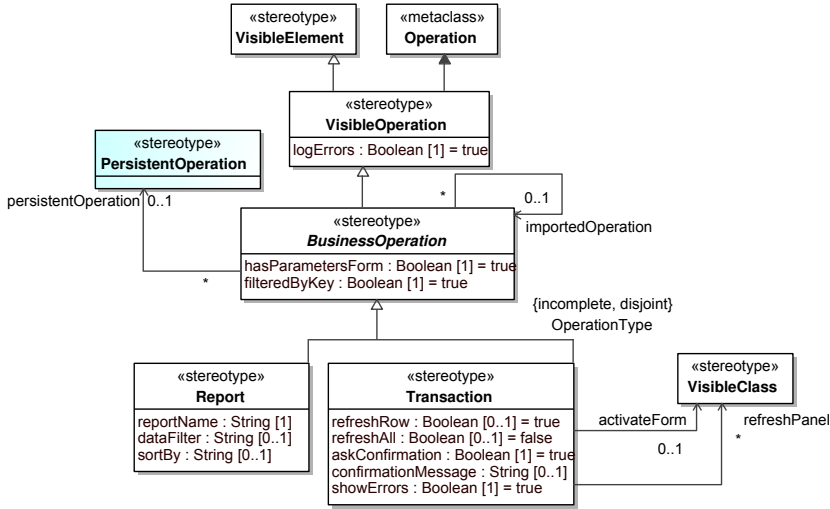 «stereotype»
VisibleElement
«metaclass»
Operation
«stereotype»
VisibleOperation
logErrors : Boolean [1] = true
«stereotype»
PersistentOperation
persistentOperation 0..1
*
*
0..1
importedOperation
«stereotype»
BusinessOperation
hasParametersForm : Boolean [1] = true
filteredByKey : Boolean [1] = true
{incomplete, disjoint}
OperationType
«stereotype»
Report
reportName : String [1]
dataFilter : String [0..1]
sortBy : String [0..1]
«stereotype»
Transaction
refreshRow : Boolean [0..1] = true
refreshAll : Boolean [0..1] = false
askConfirmation : Boolean [1] = true
confirmationMessage : String [0..1]
showErrors : Boolean [1] = true
«stereotype»
VisibleClass
activateForm
0..1
refreshPanel
*